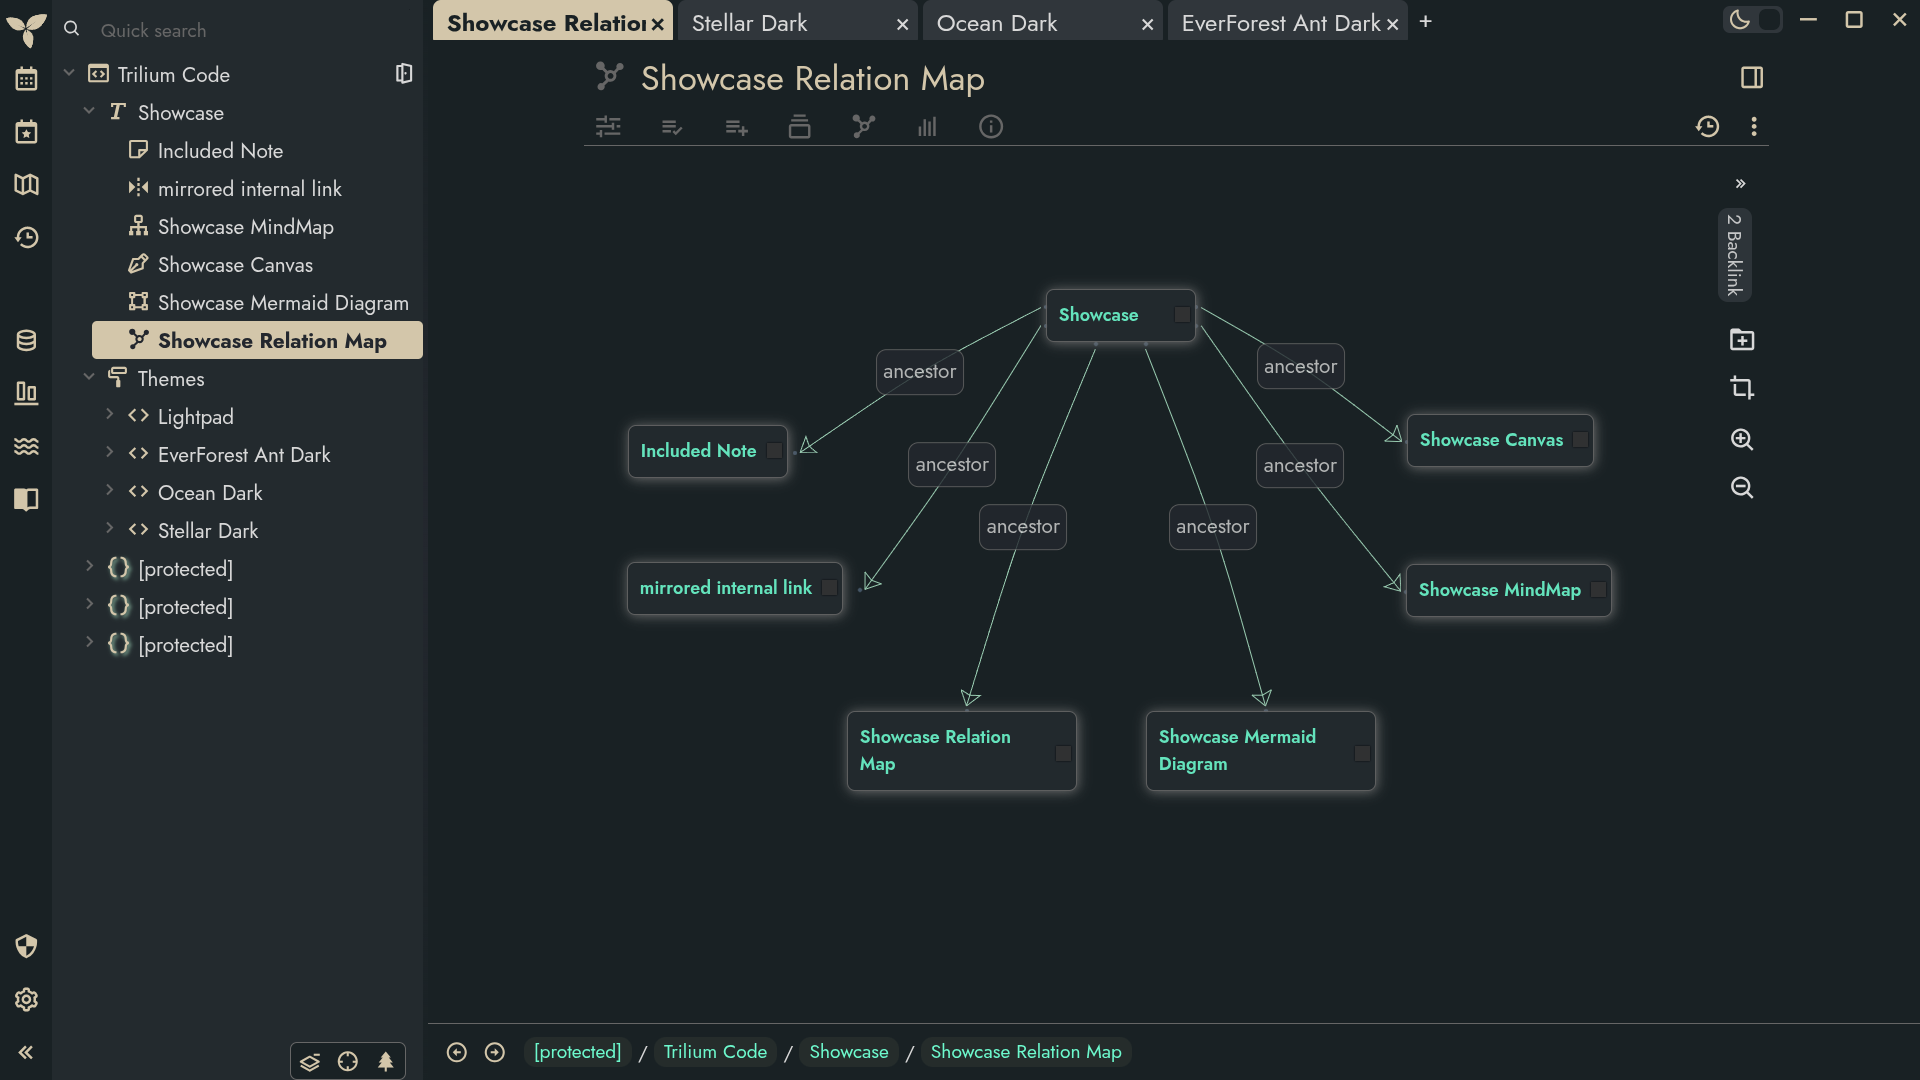 Quick search
Trilium Code
Showcase
Included Note
mirrored internal link
Showcase MindMap
Showcase Canvas
Showcase Mermaid Diagram
Showcase Relation Map
Themes
Lightpad
EverForest Ant Dark
Ocean Dark
Stellar Dark
[protected]
[protected]
[protected]
Showcase Relation
Stellar Dark
Ocean Dark
EverForest Ant Dark
Showcase Relation Map
2 Backlink
Showcase
ancestor
ancestor
Included Note
Showcase Canvas
ancestor
ancestor
ancestor
ancestor
mirrored internal link
Showcase MindMap
Showcase Relation
Map
Showcase Mermaid
Diagram
[protected] / Trilium Code / Showcase / Showcase Relation Map